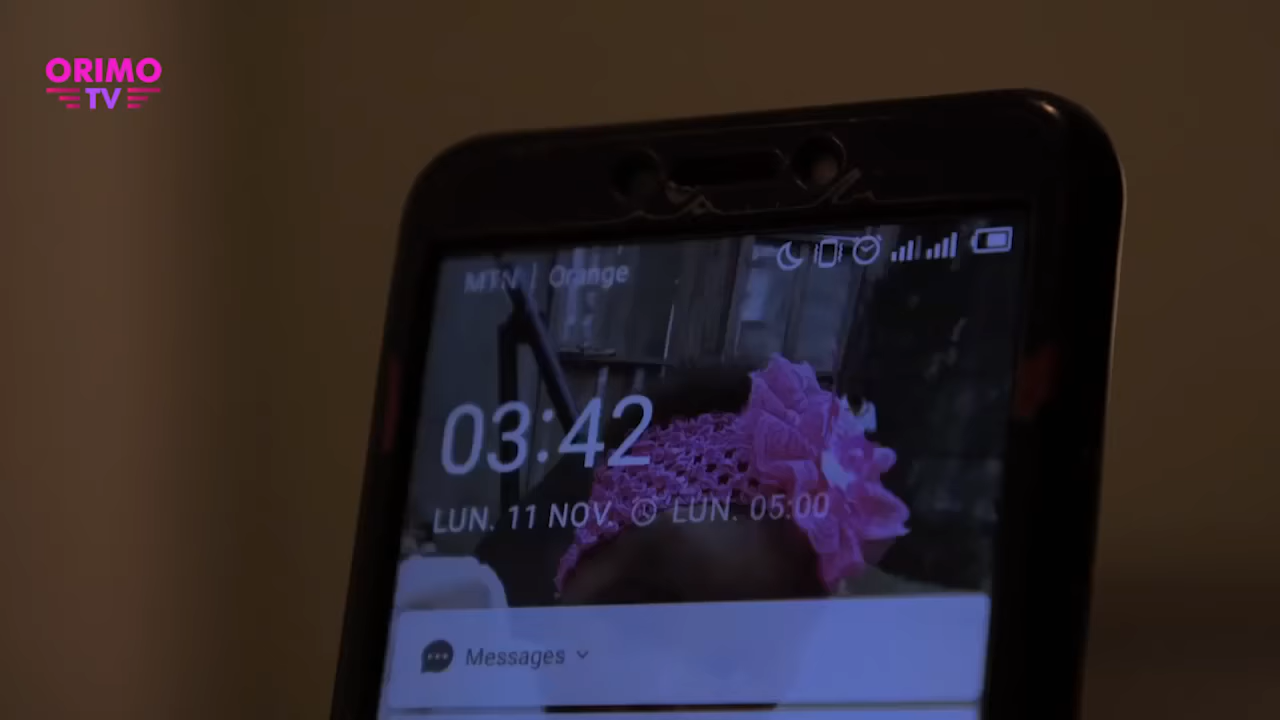 ORIMO
TV
MTN | Orange
03:42
LUN. 11 NOV. LUN. 05:00
Messages